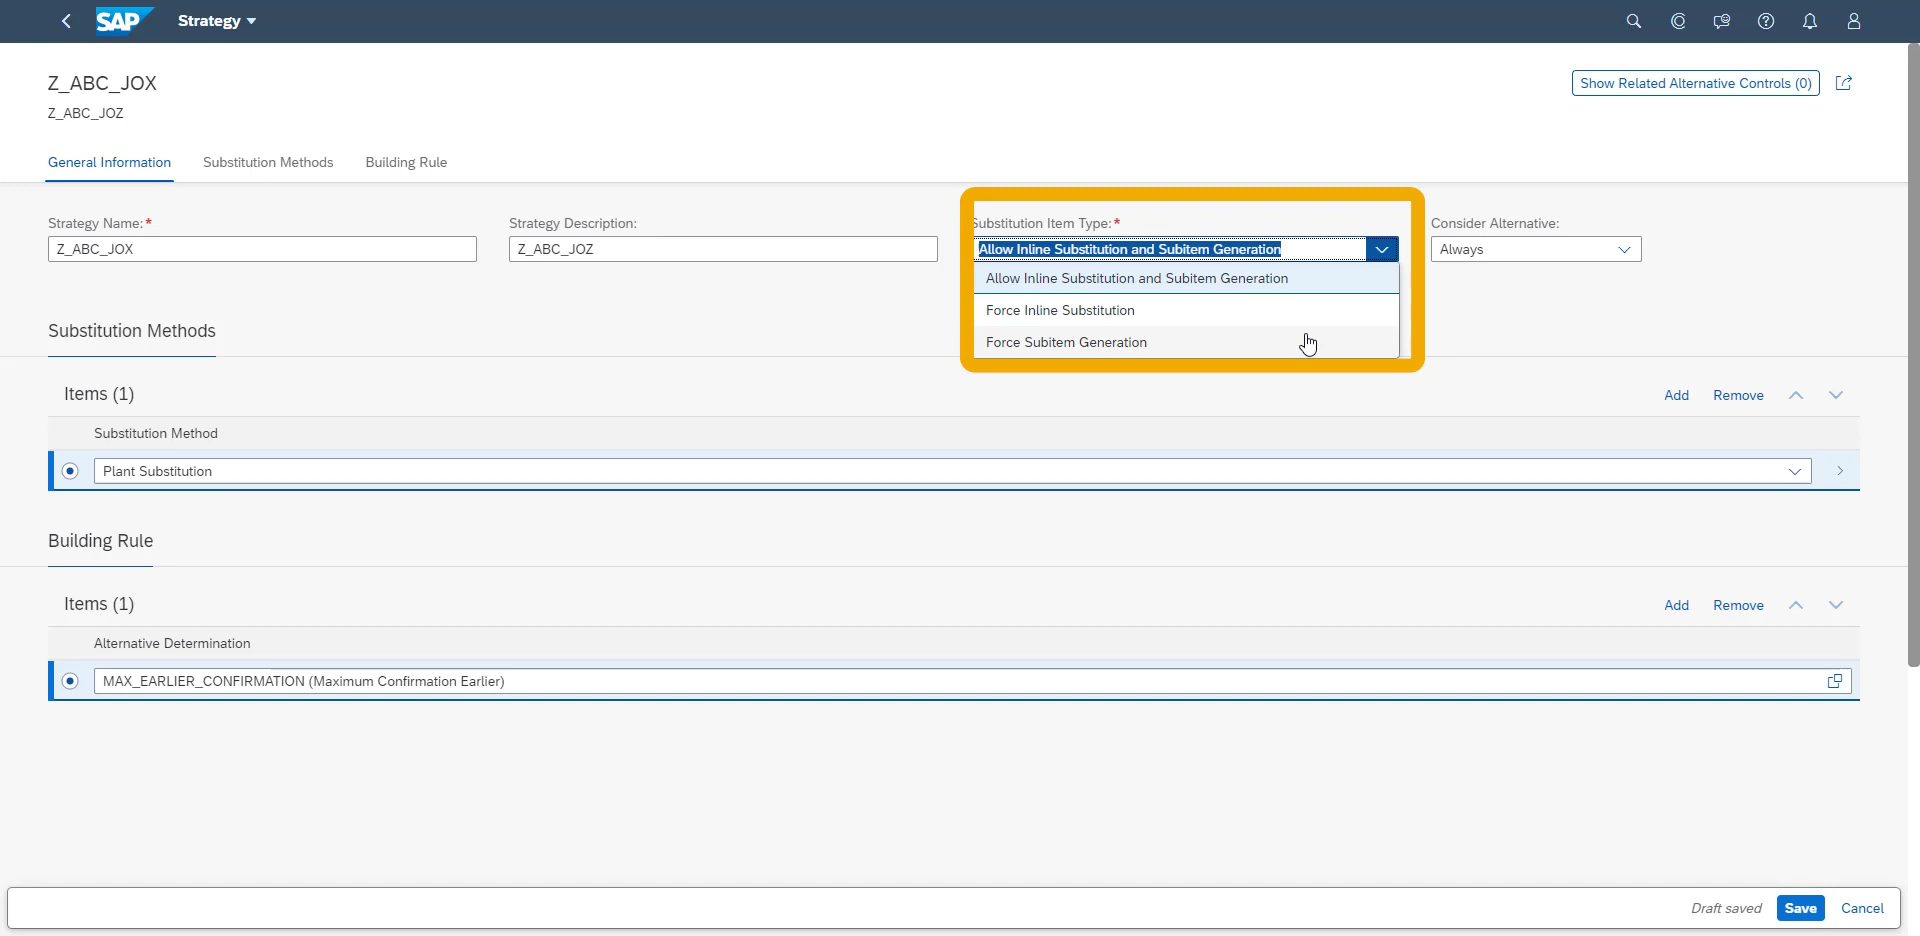 SAP Strategy
Z_ABC_JOX
Show Related Alternative Controls (0)
Z_ABC_JOZ
General Information Substitution Methods Building Rule
Strategy Name:* Strategy Description: Substitution Item Type:* Consider Alternative:
Z_ABC_JOX Z_ABC_JOZ Allow Inline Substitution and Subitem Generation Always
Allow Inline Substitution and Subitem Generation
Force Inline Substitution
Force Subitem Generation
Substitution Methods
Items (1) Add Remove
Substitution Method
Plant Substitution
Building Rule
Items (1) Add Remove
Alternative Determination
MAX_EARLIER_CONFIRMATION (Maximum Confirmation Earlier)
Draft saved Save Cancel